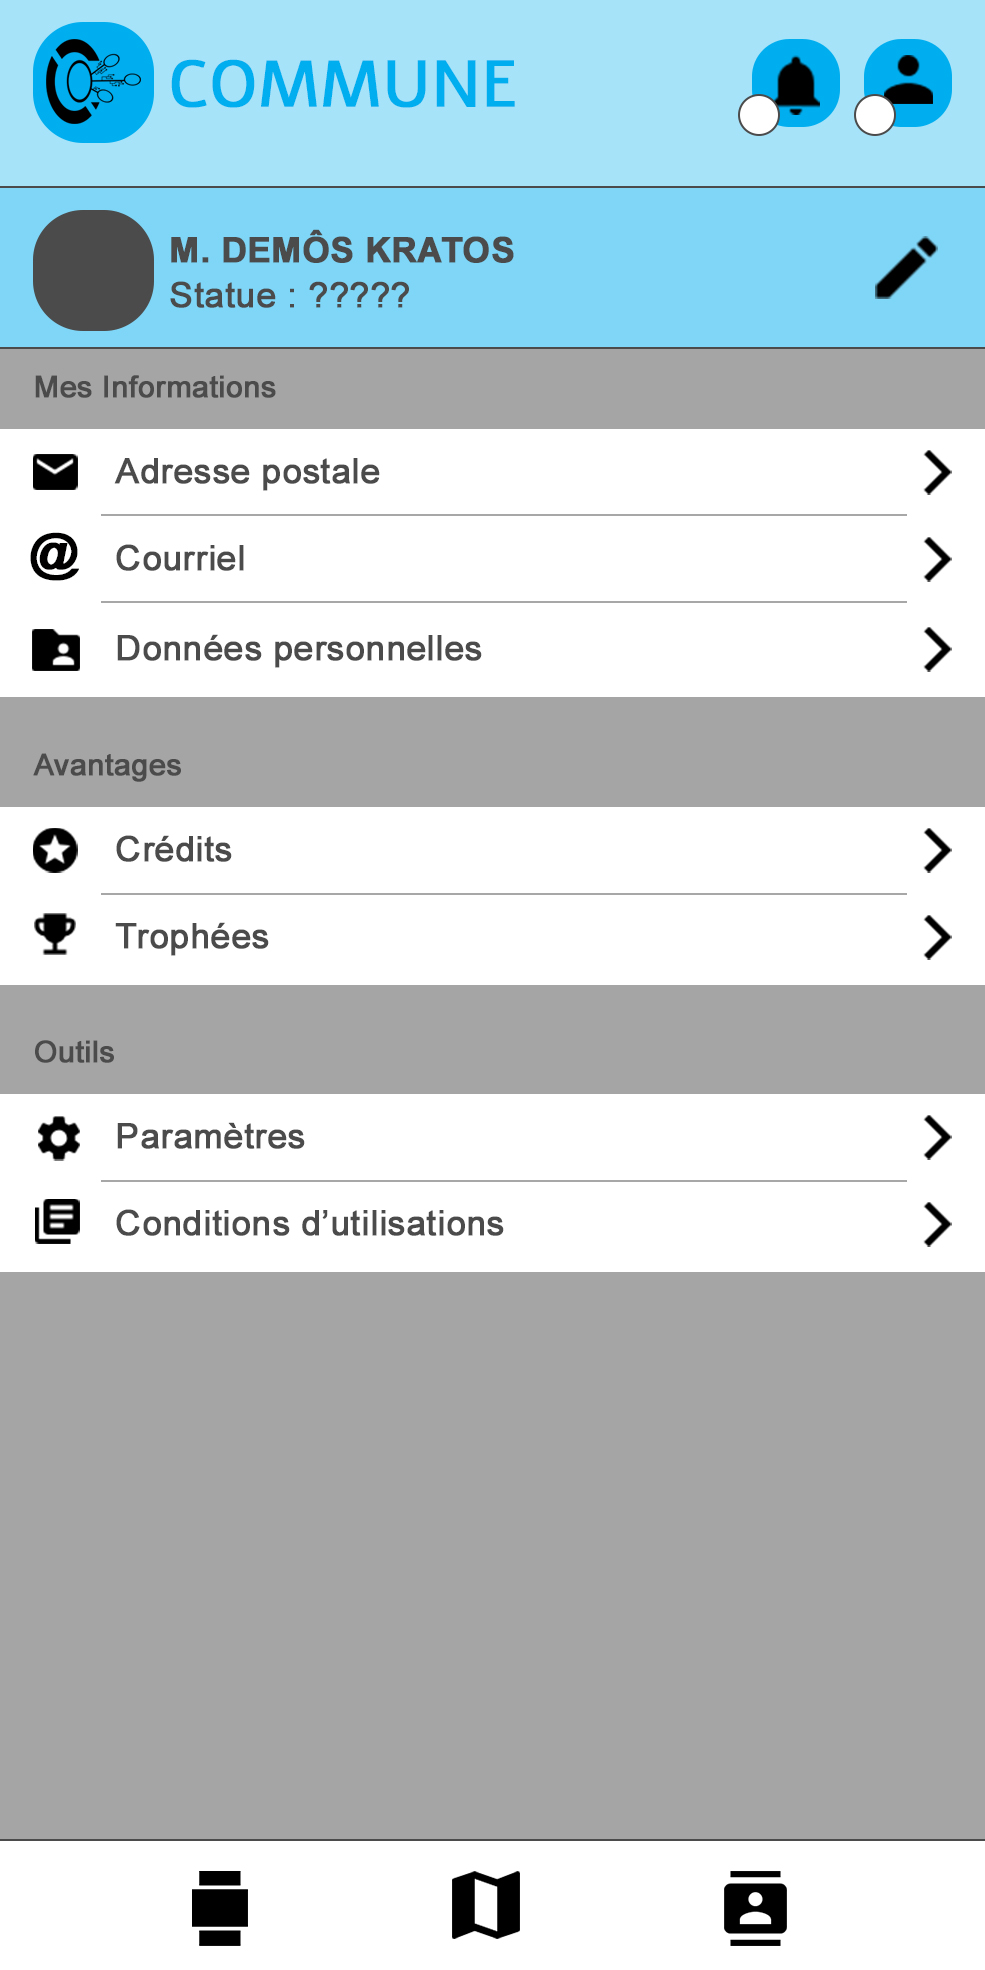 COMMUNE
M. DEMÔS KRATOS
Statue : ?????
Mes Informations
Adresse postale
@ Courriel
Données personnelles
Avantages
Crédits
Trophées
Outils
Paramètres
Conditions d’utilisations